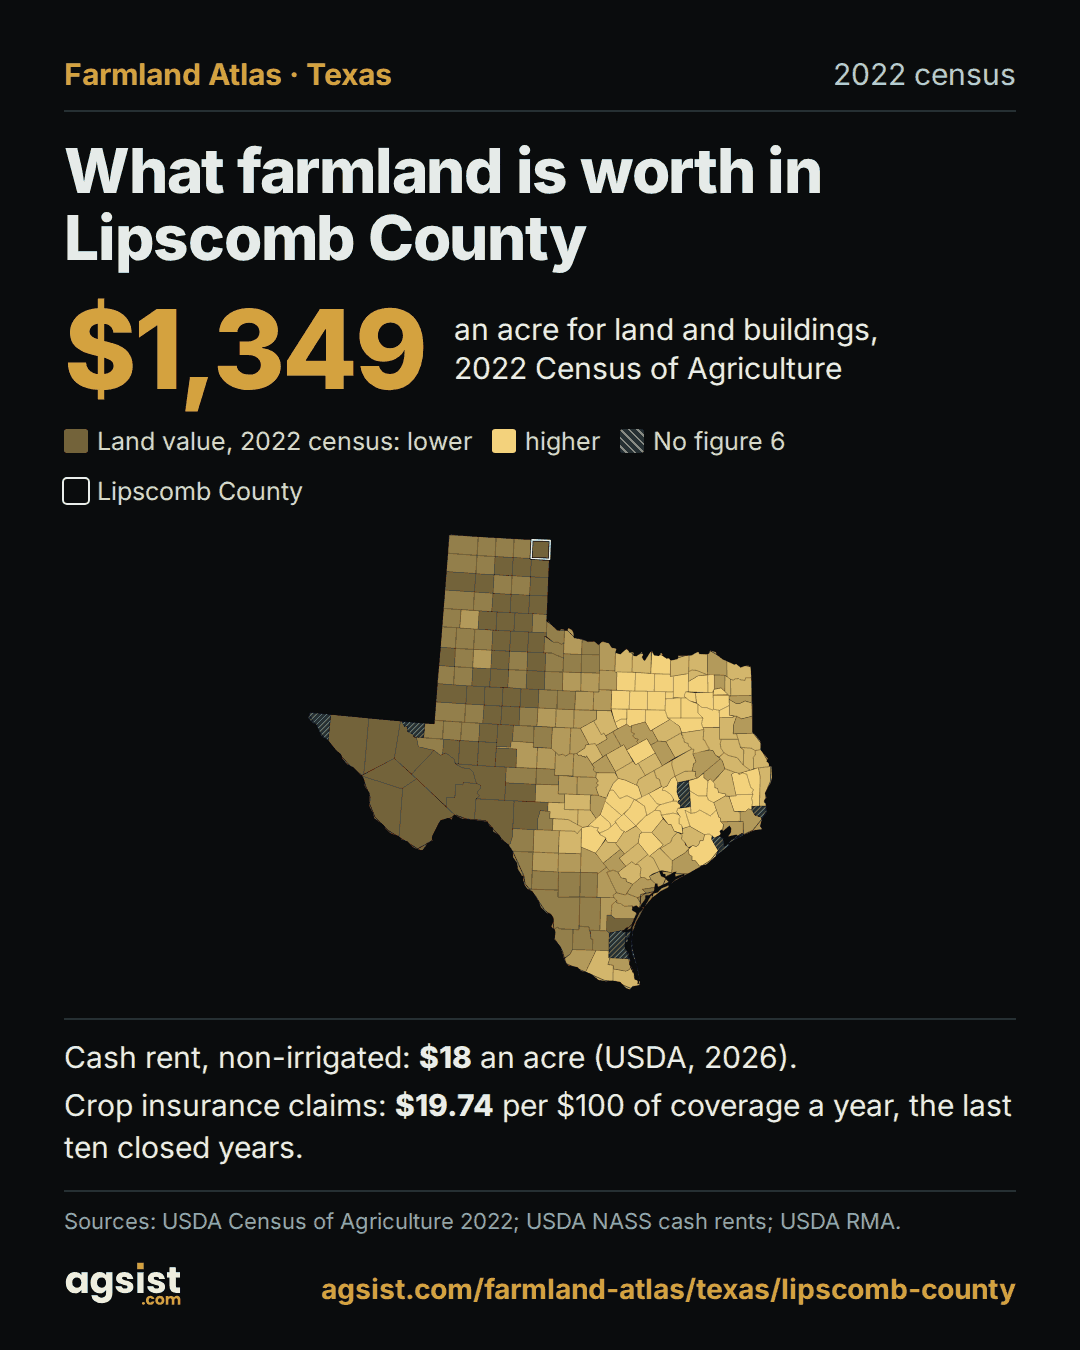 Farmland Atlas · Texas
2022 census
What farmland is worth in
Lipscomb County
$1,349
an acre for land and buildings,
2022 Census of Agriculture
Land value, 2022 census: lower
higher
No figure 6
Lipscomb County
Cash rent, non-irrigated: $18 an acre (USDA, 2026).
Crop insurance claims: $19.74 per $100 of coverage a year, the last
ten closed years.
Sources: USDA Census of Agriculture 2022; USDA NASS cash rents; USDA RMA.
agsist
.com
agsist.com/farmland-atlas/texas/lipscomb-county